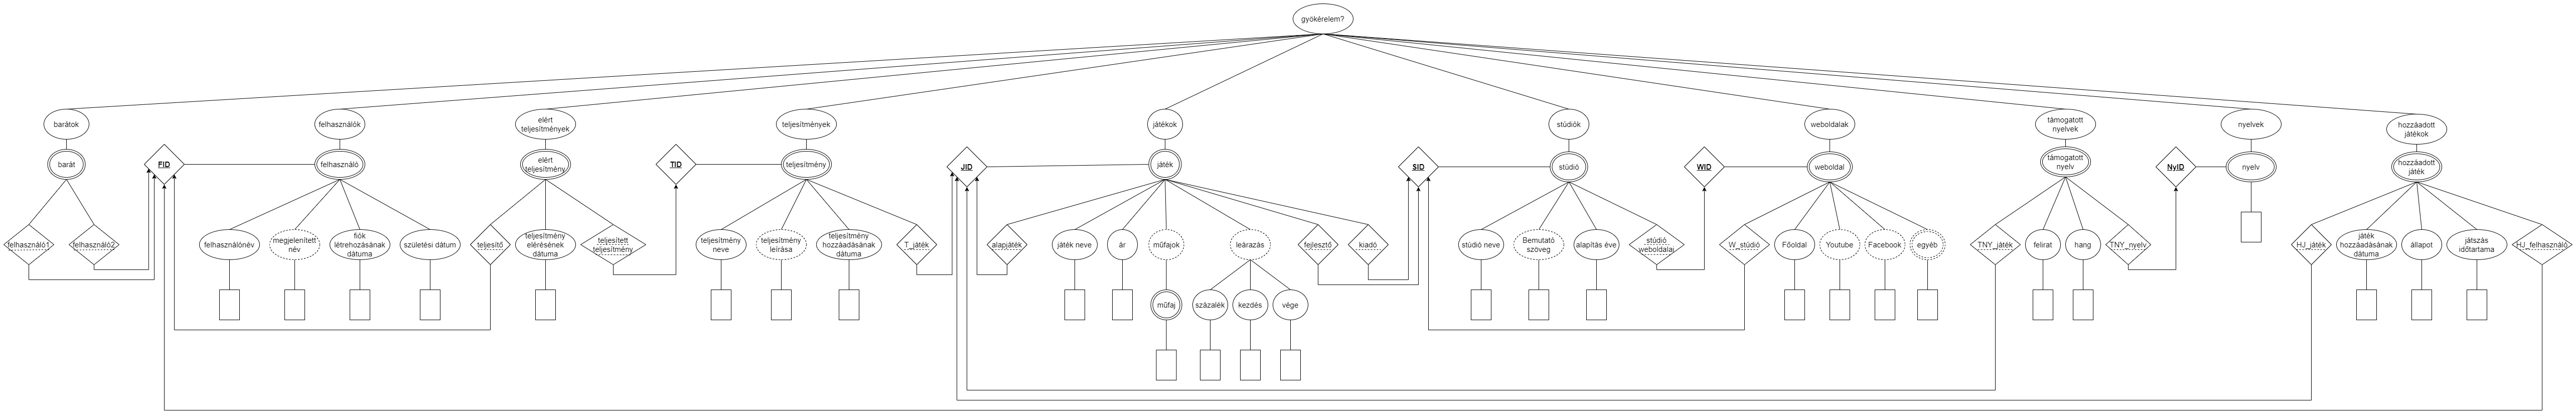 gyökérelem?
barátok
felhasználók
elért
teljesítmények
teljesítmények
játékok
stúdiók
weboldalak
támogatott
nyelvek
nyelvek
hozzáadott
játékok
barát
FID
felhasználó
elért
teljesítmény
TID
teljesítmény
JID
játék
SID
stúdió
WID
weboldal
támogatott
nyelv
NyID
nyelv
hozzáadott
játék
felhasználó1
felhasználó2
felhasználónév
megjelenített
név
fiók
létrehozásának
dátuma
születési dátum
teljesítő
teljesítmény
elérésének
dátuma
teljesített
teljesítmény
teljesítmény
neve
teljesítmény
leírása
teljesítmény
hozzáadásának
dátuma
T_játék
alapjáték
játék neve
ár
műfajok
leárazás
fejlesztő
kiadó
stúdió neve
Bemutató
szöveg
alapítás éve
stúdió
weboldalai
W_stúdió
Főoldal
Youtube
Facebook
egyéb
TNY_játék
felirat
hang
TNY_nyelv
HJ_játék
játék
hozzáadásának
dátuma
állapot
játszás
időtartama
HJ_felhasználó
műfaj
százalék
kezdés
vége